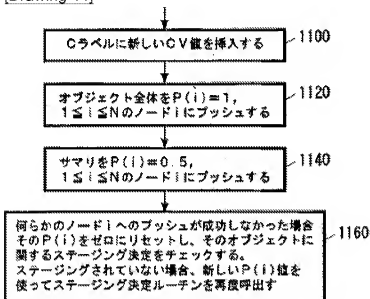 [Drawing 11]
Cラベルに新しいCV値を挿入する
1100
オブジェクト全体をP(i)=1,
1≦i≦Nのノードiにプッシュする
1120
サマリをP(i)=0.5,
1≦i≦Nのノードiにプッシュする
1140
何らかのノードiへのプッシュが成功しなかった場合
そのP(i)をゼロにリセットし、そのオブジェクトに
関するステージング決定をチェックする。
ステージングされていない場合、新しいP(i)値を
使ってステージング決定ルーチンを再度呼出す
1160